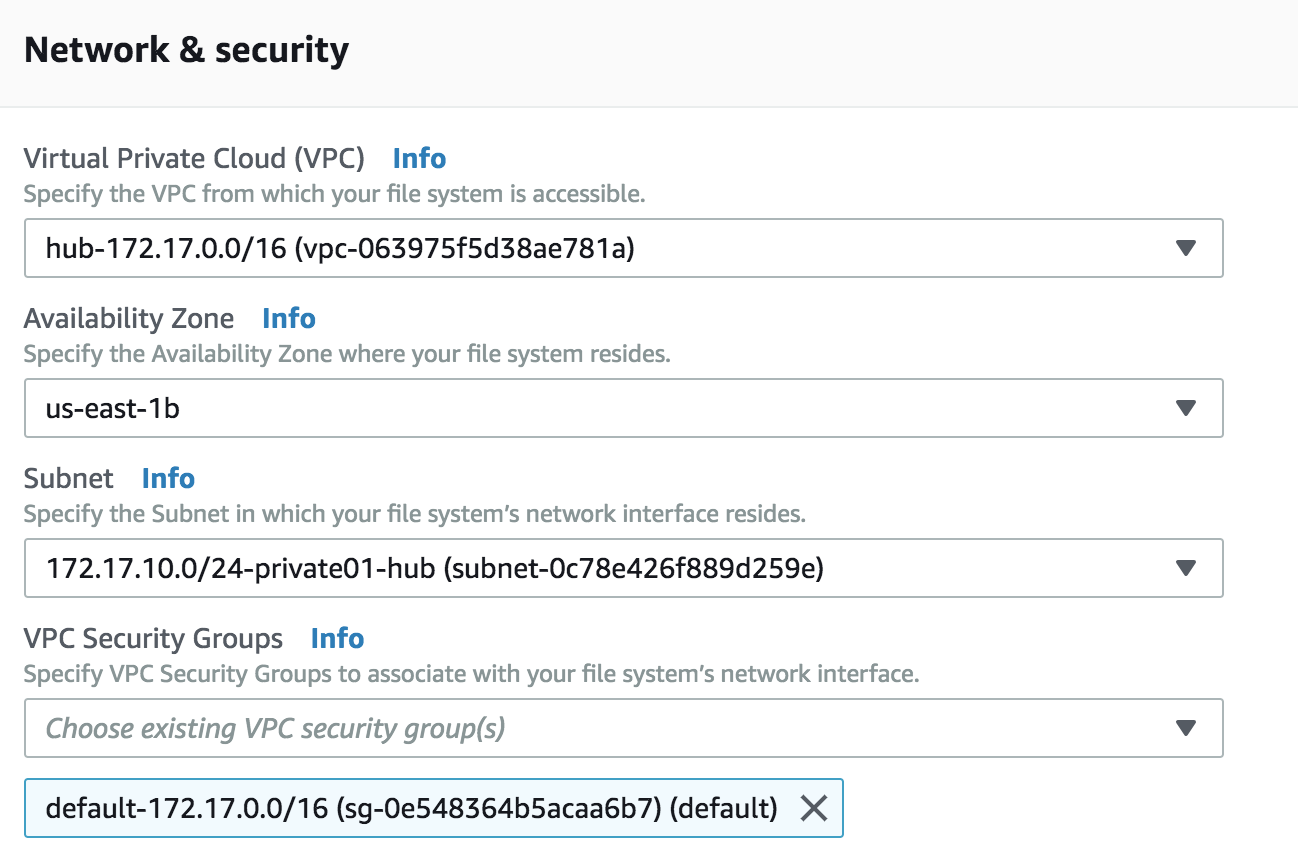 Network & security
Virtual Private Cloud (VPC) Info
Specify the VPC from which your file system is accessible.
hub-172.17.0.0/16 (vpc-063975f5d38ae781a)
Availability Zone Info
Specify the Availability Zone where your file system resides.
us-east-1b
Subnet Info
Specify the Subnet in which your file system’s network interface resides.
172.17.10.0/24-private01-hub (subnet-0c78e426f889d259e)
VPC Security Groups Info
Specify VPC Security Groups to associate with your file system’s network interface.
Choose existing VPC security group(s)
default-172.17.0.0/16 (sg-0e548364b5acaa6b7) (default)